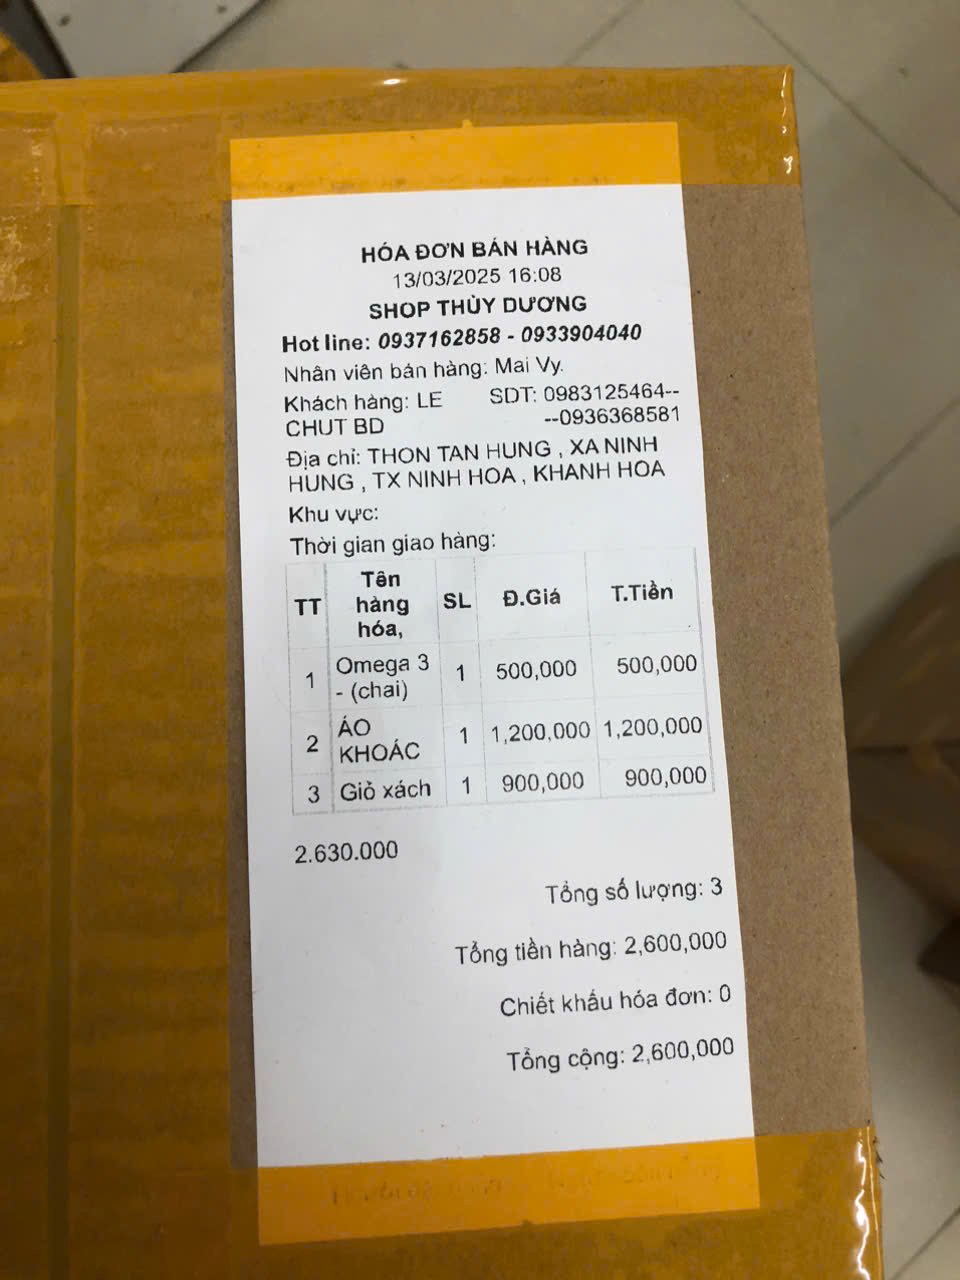 HÓA ĐƠN BÁN HÀNG
13/03/2025 16:08
SHOP THÙY DƯƠNG
Hot line: 0937162858 - 0933904040
Nhân viên bán hàng: Mai Vy.
Khách hàng: LE CHUT BD
SDT: 0983125464--
--0936368581
Địa chỉ: THON TAN HUNG , XA NINH
HUNG , TX NINH HOA , KHANH HOA
Khu vực:
Thời gian giao hàng:
TT Tên hàng hóa, SL Đ.Giá T.Tiền
1 Omega 3 - (chai) 1 500,000 500,000
2 ÁO KHOÁC 1 1,200,000 1,200,000
3 Giỏ xách 1 900,000 900,000
2.630.000
Tổng số lượng: 3
Tổng tiền hàng: 2,600,000
Chiết khấu hóa đơn: 0
Tổng cộng: 2,600,000